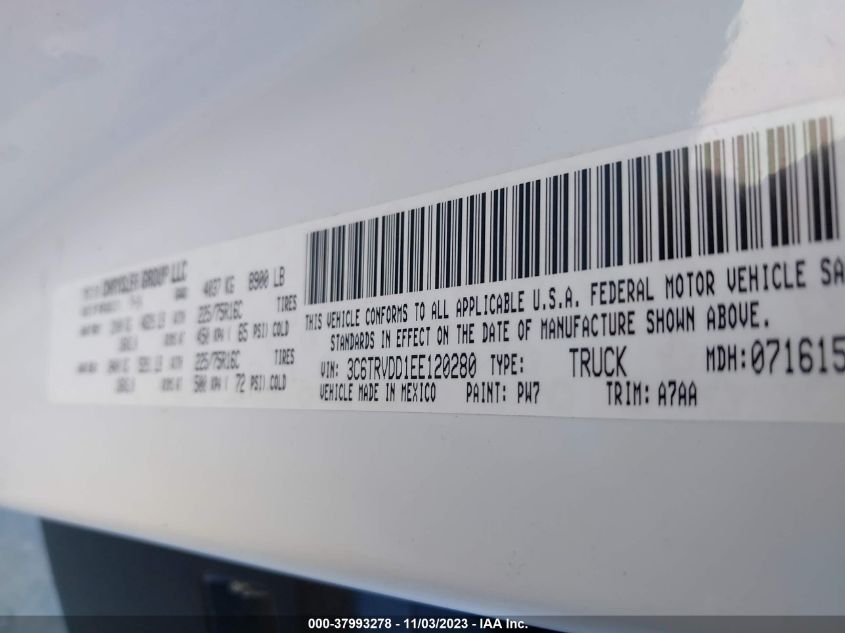 CHRYSLER GROUP LLC
4037 KG 8900 LB
225/75R16C TIRES
450 KPA ( 65 PSI) COLD
225/75R16C TIRES
500 KPA ( 72 PSI) COLD
THIS VEHICLE CONFORMS TO ALL APPLICABLE U.S.A. FEDERAL MOTOR VEHICLE SA
STANDARDS IN EFFECT ON THE DATE OF MANUFACTURE SHOWN ABOVE.
VIN: 3C6TRVDD1EE120280 TYPE: TRUCK MDH: 071615
VEHICLE MADE IN MEXICO PAINT: PW7 TRIM: A7AA
000-37993278 - 11/03/2023 - IAA Inc.